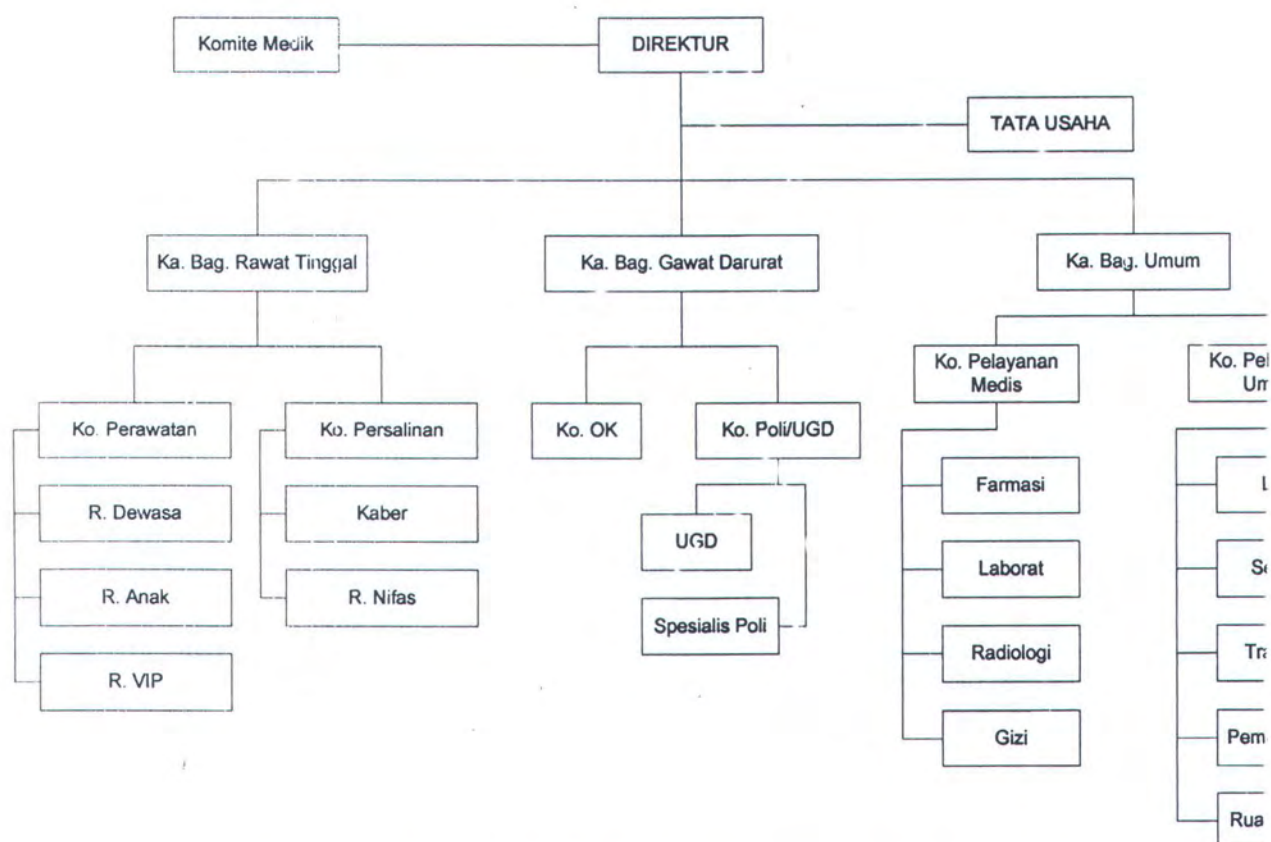 Komite Medik
DIREKTUR
TATA USAHA
Ka. Bag. Rawat Tinggal
Ka. Bag. Gawat Darurat
Ka. Bag. Umum
Ko. Perawatan
R. Dewasa
R. Anak
R. VIP
Ko. Persalinan
Kaber
R. Nifas
Ko. OK
Ko. Poli/UGD
UGD
Spesialis Poli
Ko. Pelayanan
Medis
Farmasi
Laborat
Radiologi
Gizi
Ko.